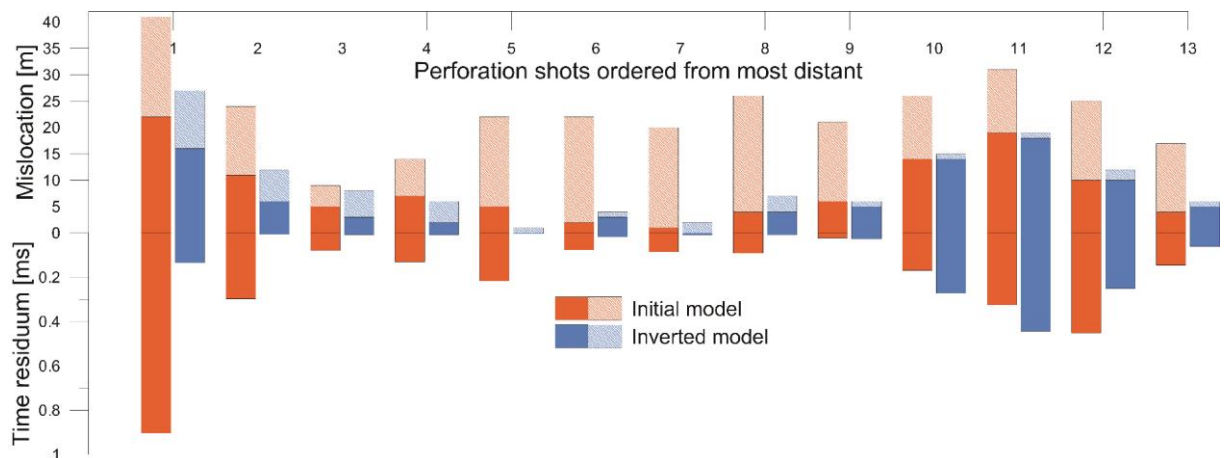 40
35
30
25
20
15
10
5
0
0.2
0.4
0.6
0.8
1
Mislocation [m]
Time residuum [ms]
1 2 3 4 5 6 7 8 9 10 11 12 13
Perforation shots ordered from most distant
Initial model
Inverted model